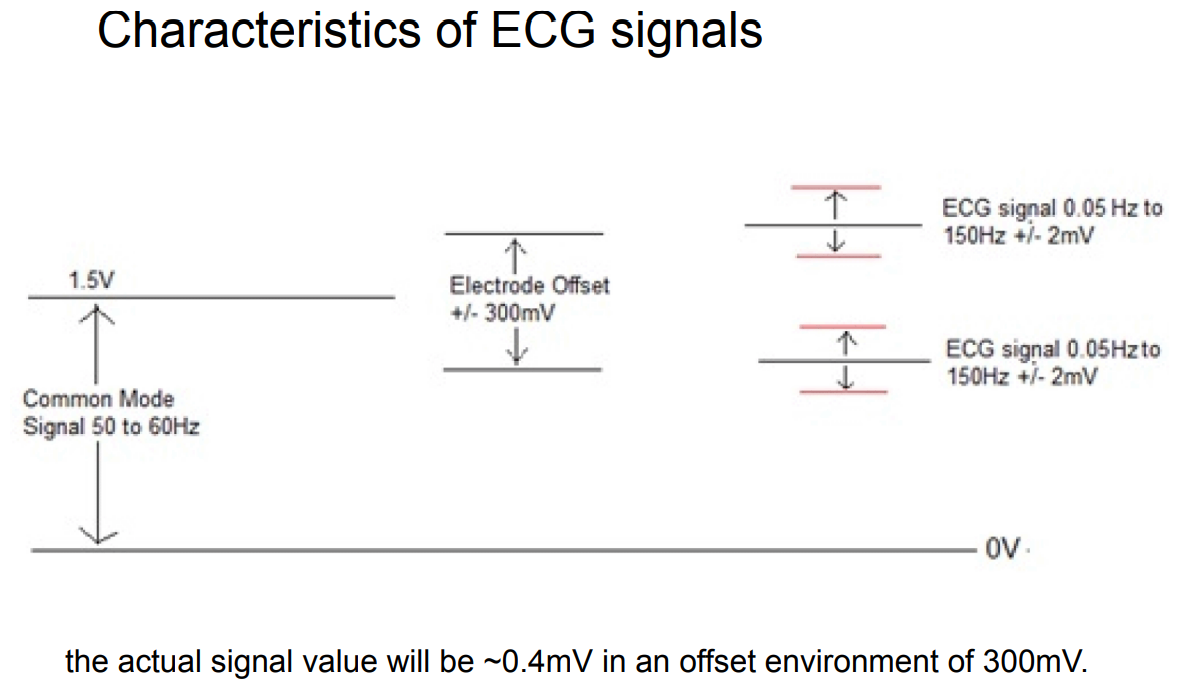 Characteristics of ECG signals
ECG signal 0.05 Hz to
150Hz +/- 2mV
1.5V
Electrode Offset
+/- 300mV
ECG signal 0.05Hz to
150Hz +/- 2mV
Common Mode
Signal 50 to 60Hz
0V
the actual signal value will be ~0.4mV in an offset environment of 300mV.